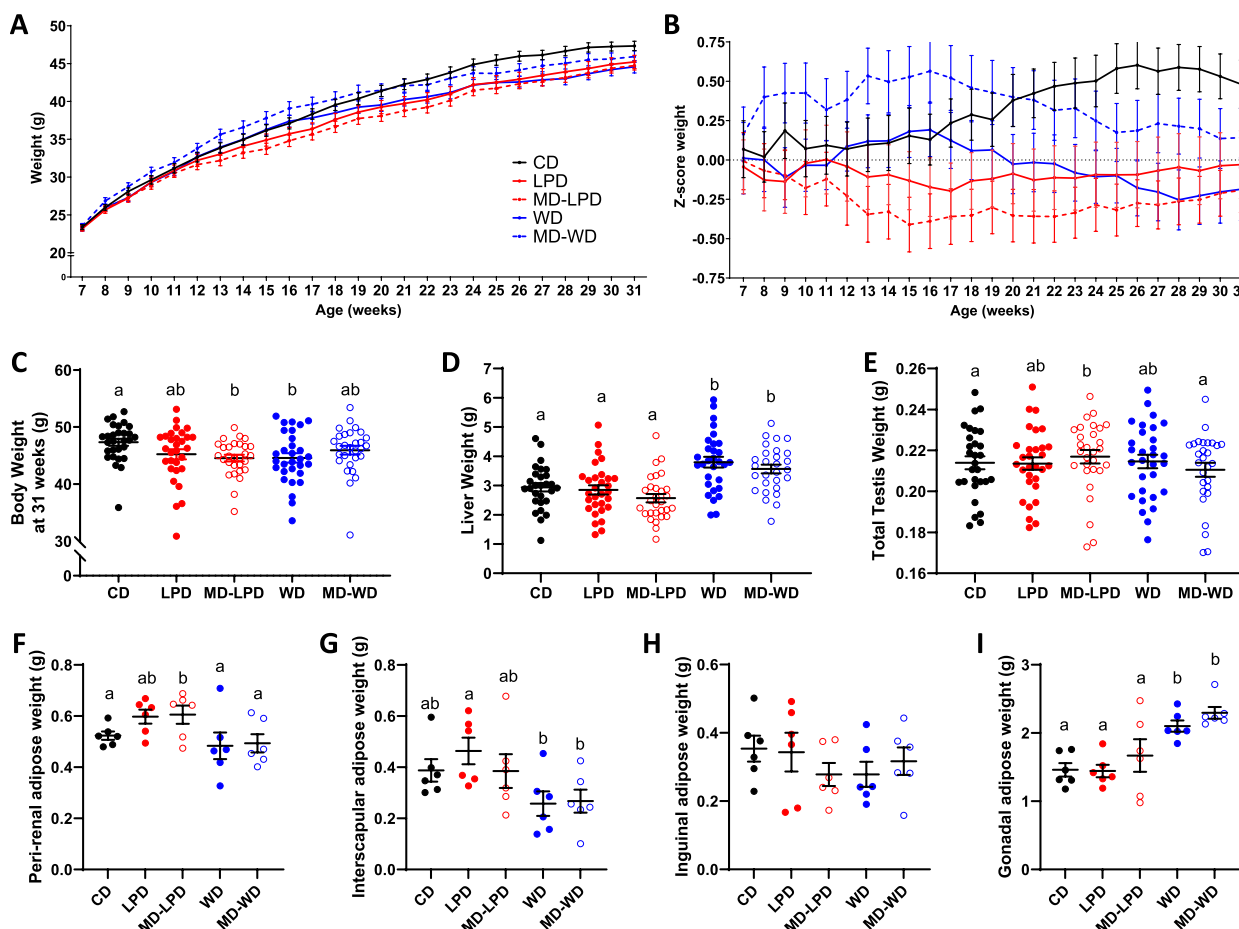 A
Weight (g)
50
45
40
35
30
25
20
0
7 8 9 10 11 12 13 14 15 16 17 18 19 20 21 22 23 24 25 26 27 28 29 30 31
Age (weeks)
CD
LPD
MD-LPD
WD
MD-WD
B
Z-score weight
0.75
0.50
0.25
0.00
-0.25
-0.50
-0.75
7 8 9 10 11 12 13 14 15 16 17 18 19 20 21 22 23 24 25 26 27 28 29 30 3
Age (weeks)
C
Body Weight
at 31 weeks (g)
60
50
40
30
0
a ab b b ab
CD LPD MD-LPD WD MD-WD
D
Liver Weight (g)
7
6
5
4
3
2
1
0
a a a b b
CD LPD MD-LPD WD MD-WD
E
Total Testis Weight (g)
0.26
0.24
0.22
0.20
0.18
0.16
a ab b ab a
CD LPD MD-LPD WD MD-WD
F
Peri-renal adipose weight (g)
0.8
0.6
0.4
0.2
0.0
a ab b a a
CD LPD MD-LPD WD MD-WD
G
Interscapular adipose weight (g)
0.8
0.6
0.4
0.2
0.0
ab a ab b b
CD LPD MD-LPD WD MD-WD
H
Inguinal adipose weight (g)
0.6
0.4
0.2
0.0
CD LPD MD-LPD WD MD-WD
I
Gonadal adipose weight (g)
3
2
1
0
a a a b b
CD LPD MD-LPD WD MD-WD